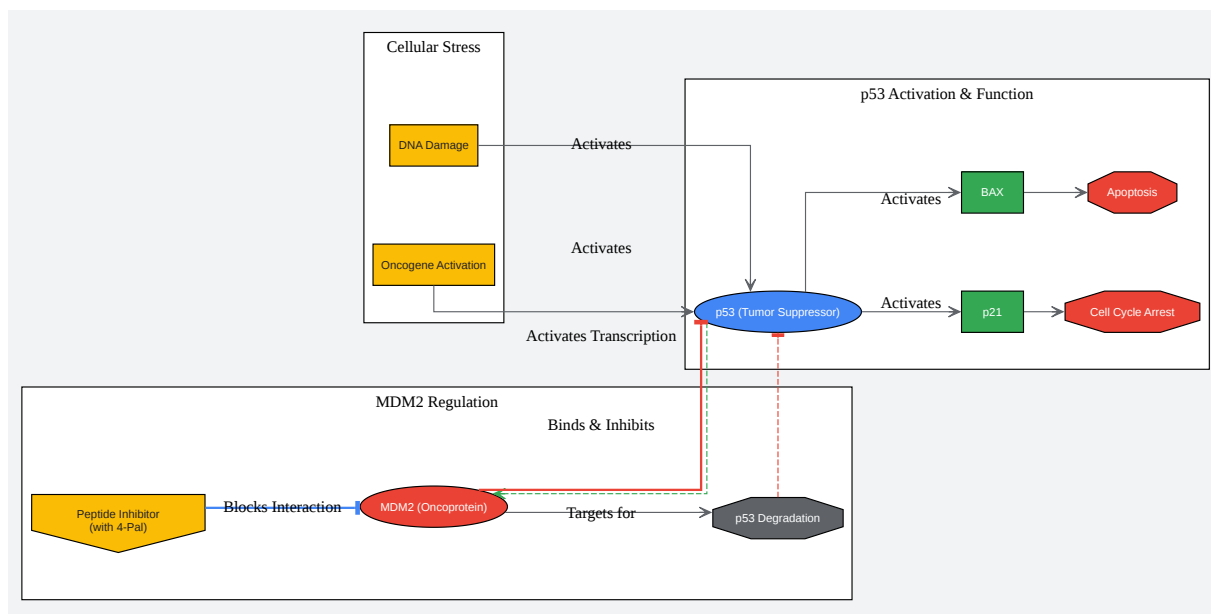 Cellular Stress
p53 Activation & Function
DNA Damage
Activates
BAX
Apoptosis
Activates
Activates
Oncogene Activation
p53 (Tumor Suppressor)
Activates
p21
Cell Cycle Arrest
Activates Transcription
MDM2 Regulation
Binds & Inhibits
Peptide Inhibitor
(with 4-Pal)
Blocks Interaction
MDM2 (Oncoprotein)
Targets for
p53 Degradation